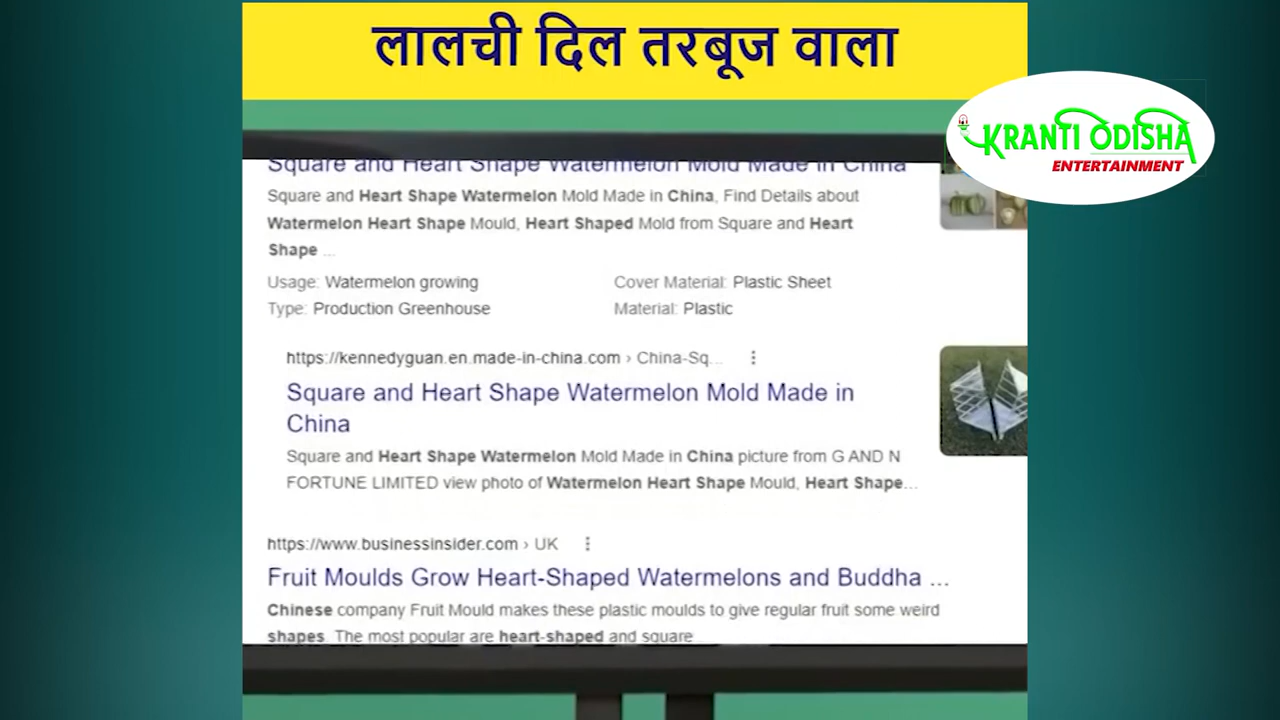 लालची दिल तरबूज वाला
KRANTI ODISHA
ENTERTAINMENT
Square and Heart Shape Watermelon Mold Made in China
Square and Heart Shape Watermelon Mold Made in China, Find Details about
Watermelon Heart Shape Mould, Heart Shaped Mold from Square and Heart
Shape ...
Usage: Watermelon growing Cover Material: Plastic Sheet
Type: Production Greenhouse Material: Plastic
https://kennedyguan.en.made-in-china.com › China-Sq...
Square and Heart Shape Watermelon Mold Made in
China
Square and Heart Shape Watermelon Mold Made in China picture from G AND N
FORTUNE LIMITED view photo of Watermelon Heart Shape Mould, Heart Shape...
https://www.businessinsider.com › UK
Fruit Moulds Grow Heart-Shaped Watermelons and Buddha ...
Chinese company Fruit Mould makes these plastic moulds to give regular fruit some weird
shapes. The most popular are heart-shaped and square